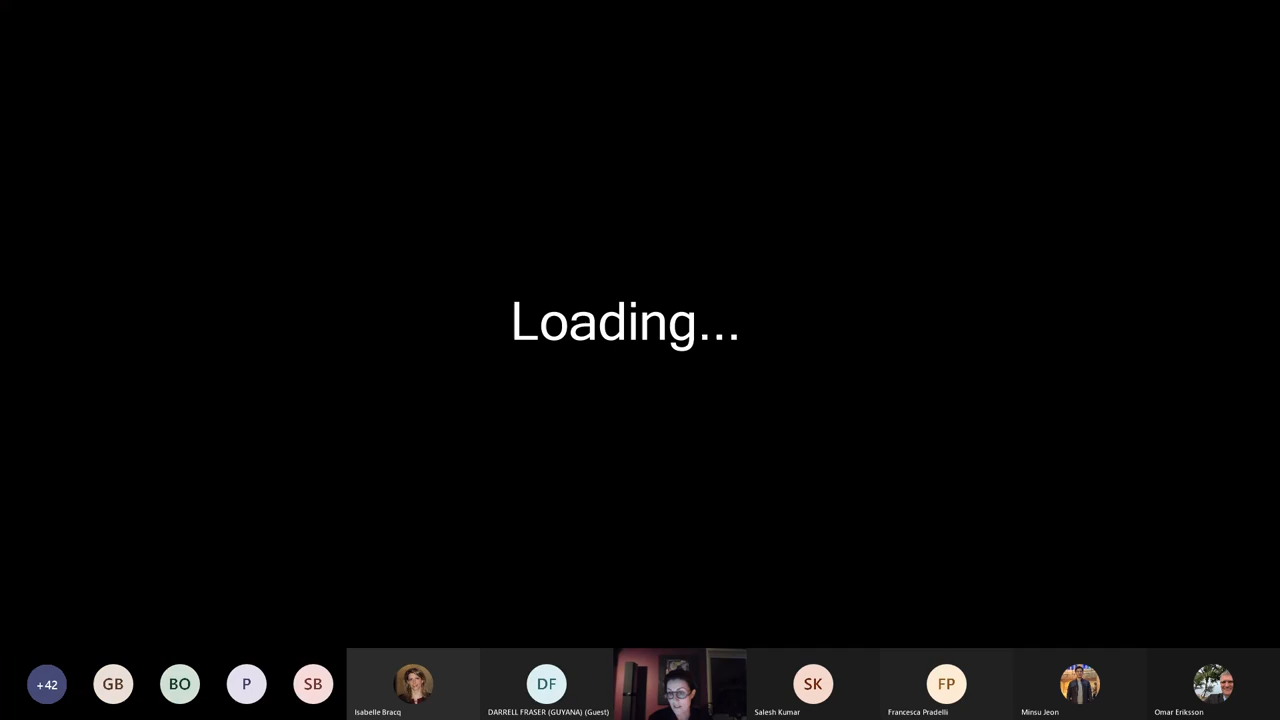 Loading...
+42
GB
BO
P
SB
DF
SK
FP
Isabelle Bracq
DARRELL FRASER (GUYANA) (Guest)
Salesh Kumar
Francesca Pradelli
Minsu Jeon
Omar Eriksson